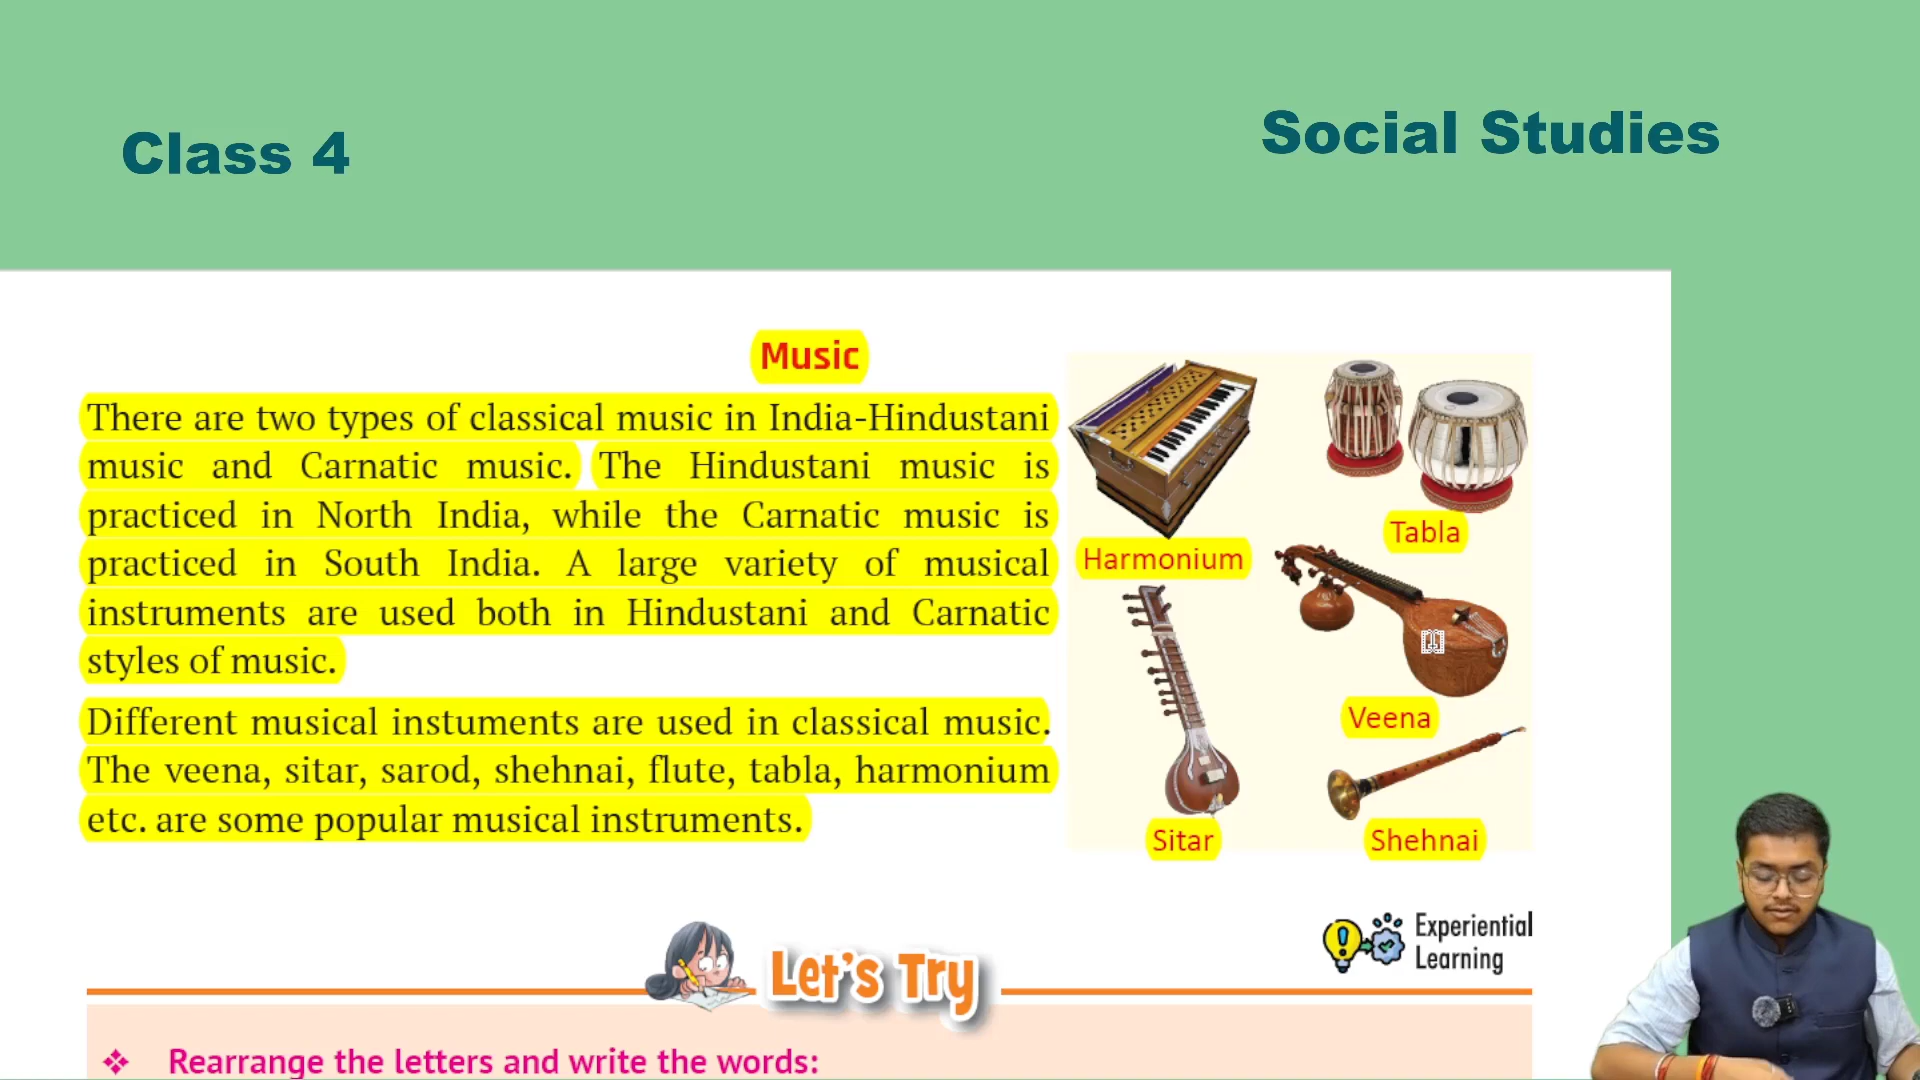 Class 4
Social Studies
Music
There are two types of classical music in India-Hindustani
music and Carnatic music. The Hindustani music is
practiced in North India, while the Carnatic music is
practiced in South India. A large variety of musical
instruments are used both in Hindustani and Carnatic
styles of music.
Different musical instuments are used in classical music.
The veena, sitar, sarod, shehnai, flute, tabla, harmonium
etc. are some popular musical instruments.
Harmonium
Tabla
Veena
Sitar
Shehnai
Experiential
Learning
Let's Try
❖ Rearrange the letters and write the words: